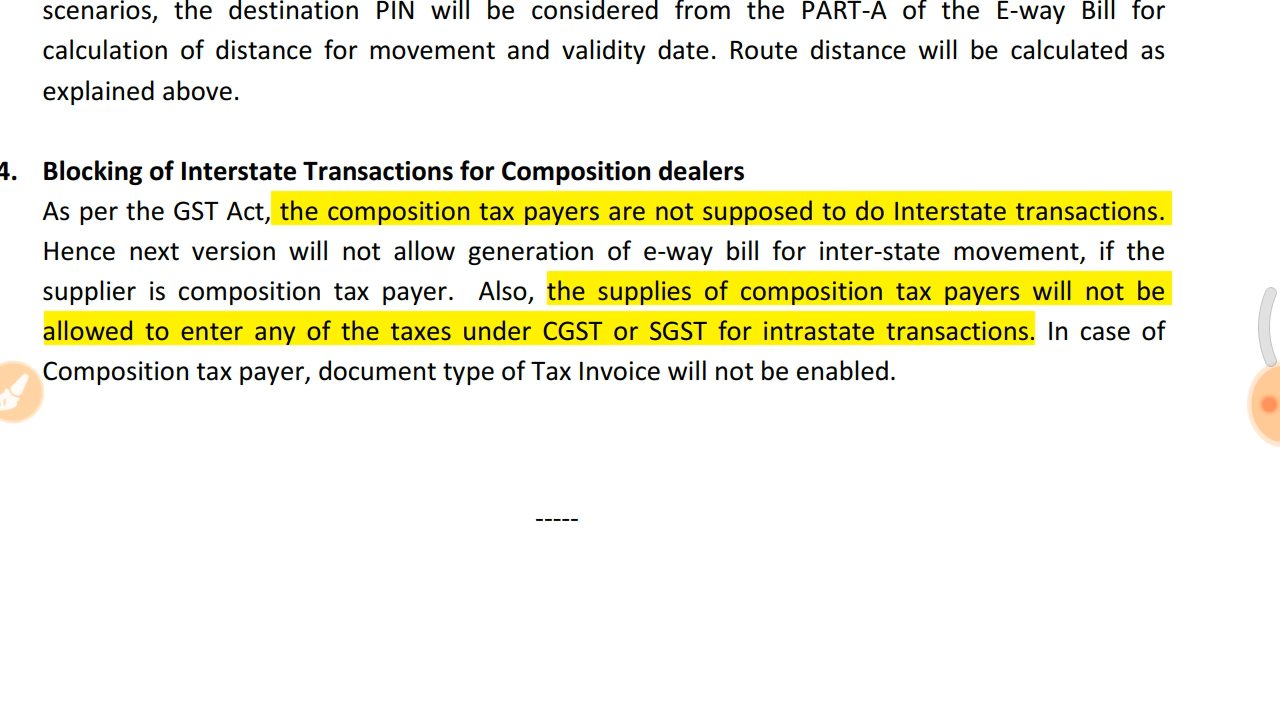 scenarios, the destination PIN will be considered from the PART-A of the E-way Bill for
calculation of distance for movement and validity date. Route distance will be calculated as
explained above.
4. Blocking of Interstate Transactions for Composition dealers
As per the GST Act, the composition tax payers are not supposed to do Interstate transactions.
Hence next version will not allow generation of e-way bill for inter-state movement, if the
supplier is composition tax payer. Also, the supplies of composition tax payers will not be
allowed to enter any of the taxes under CGST or SGST for intrastate transactions. In case of
Composition tax payer, document type of Tax Invoice will not be enabled.
-----